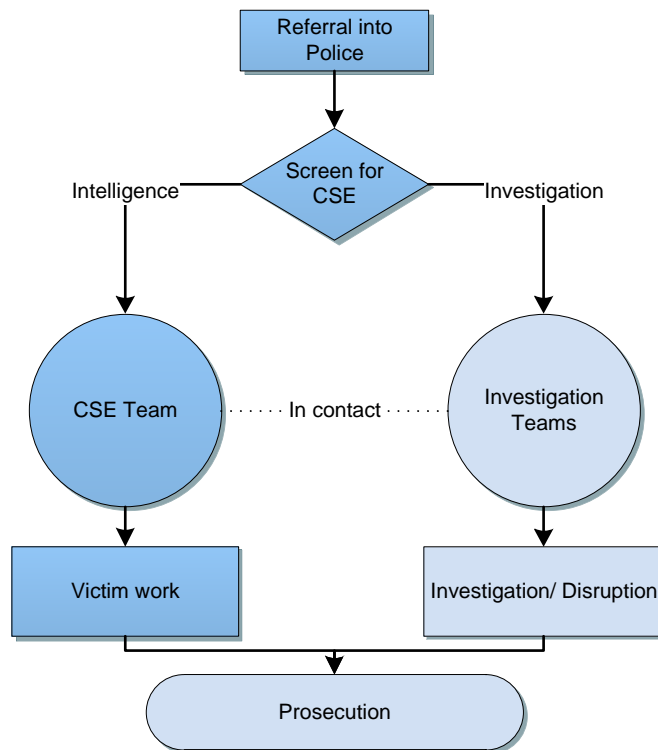 Referral into
Police
Screen for
CSE
Intelligence
Investigation
CSE Team
In contact
Investigation
Teams
Victim work
Investigation/ Disruption
Prosecution